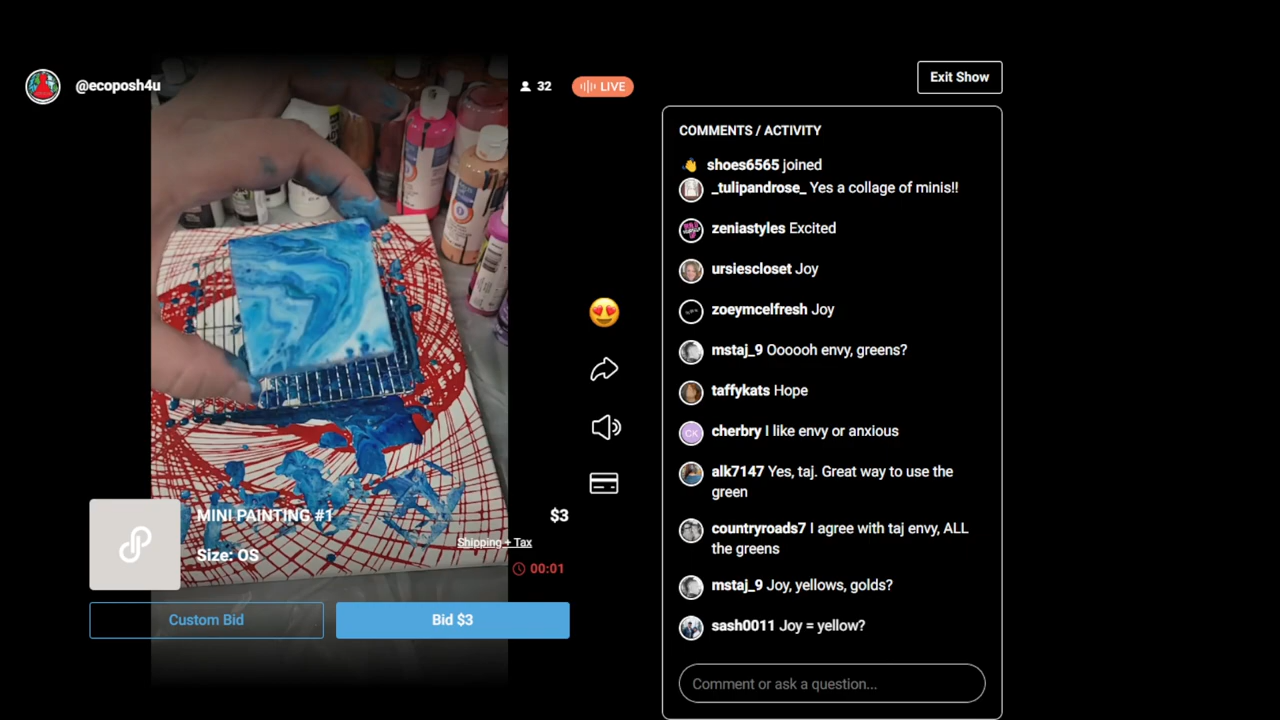 @ecoposh4u
32
LIVE
Exit Show
COMMENTS / ACTIVITY
shoes6565 joined
_tulipandrose_ Yes a collage of minis!!
zeniastyles Excited
ursiescloset Joy
zoeymcelfresh Joy
mstaj_9 Oooooh envy, greens?
taffykats Hope
CK
cherbry I like envy or anxious
alk7147 Yes, taj. Great way to use the
green
countryroads7 I agree with taj envy, ALL
the greens
mstaj_9 Joy, yellows, golds?
sash0011 Joy = yellow?
Comment or ask a question...
MINI PAINTING #1
$3
Shipping + Tax
Size: OS
00:01
Custom Bid
Bid $3